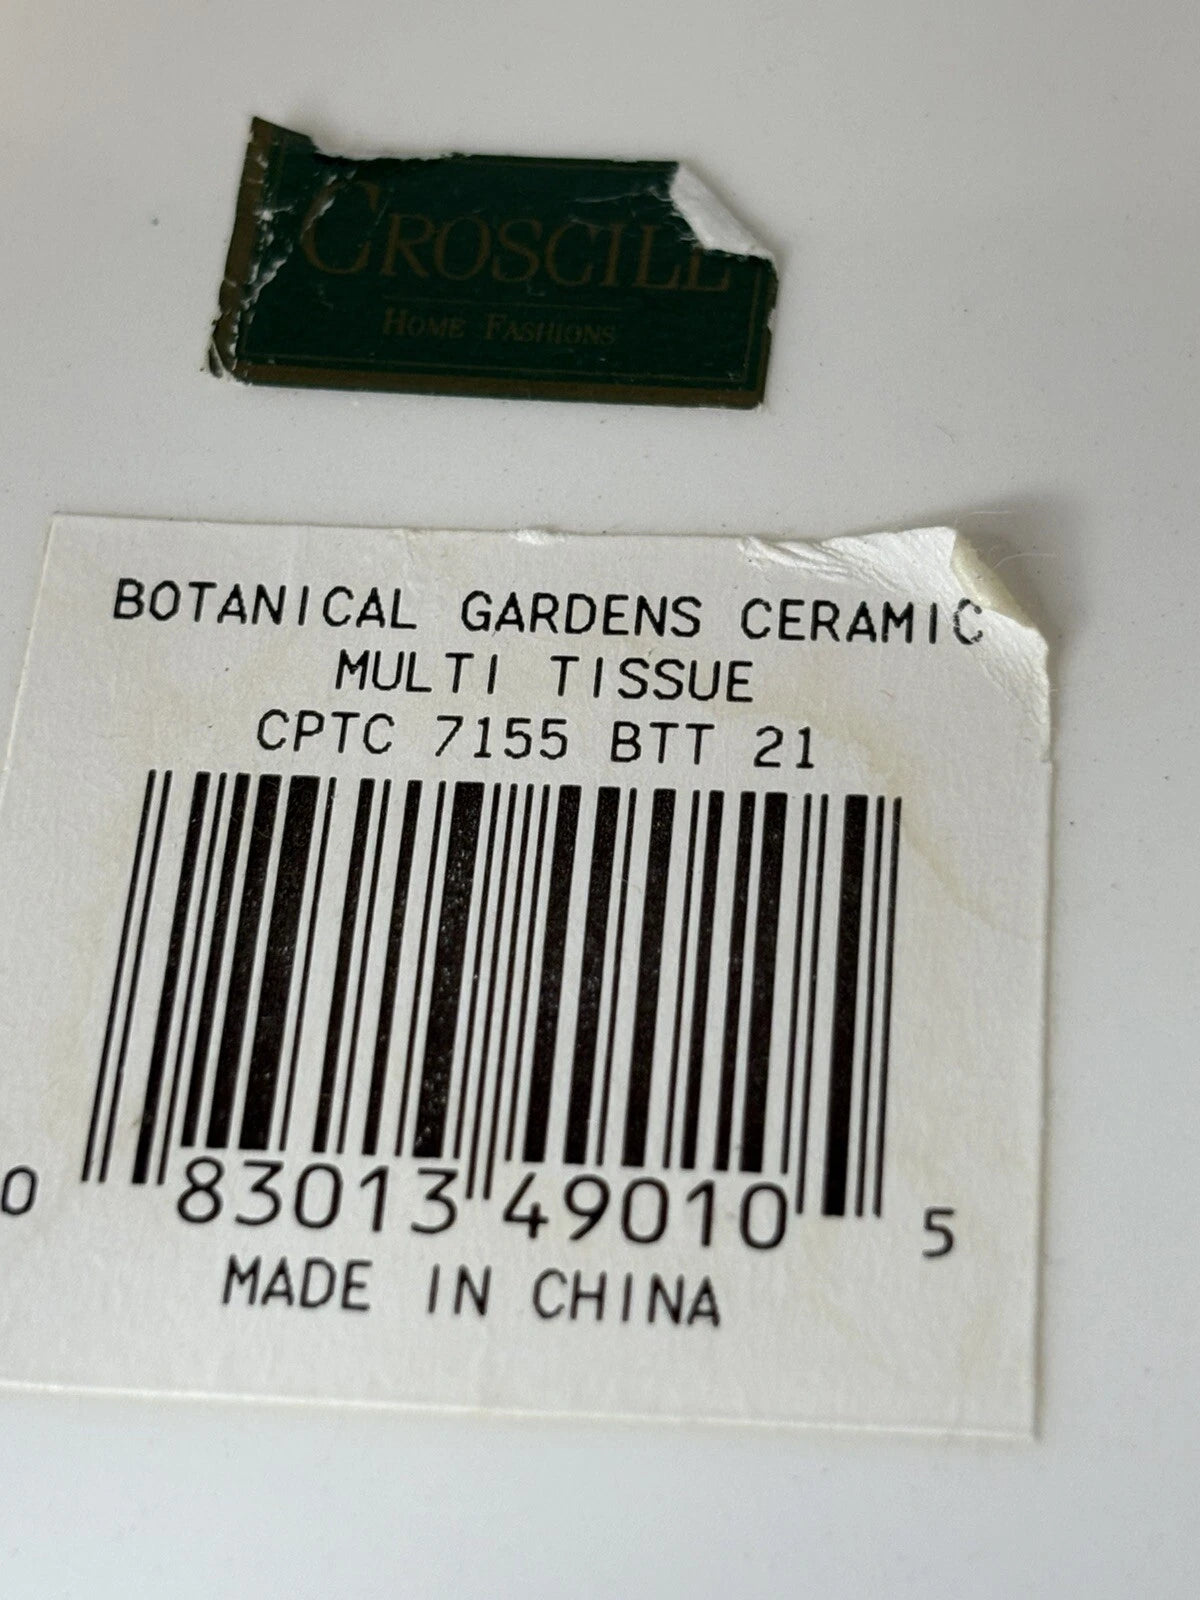 CROSCILL
HOME FASHIONS
BOTANICAL GARDENS CERAMIC
MULTI TISSUE
CPTC 7155 BTT 21
0 83013 49010 5
MADE IN CHINA